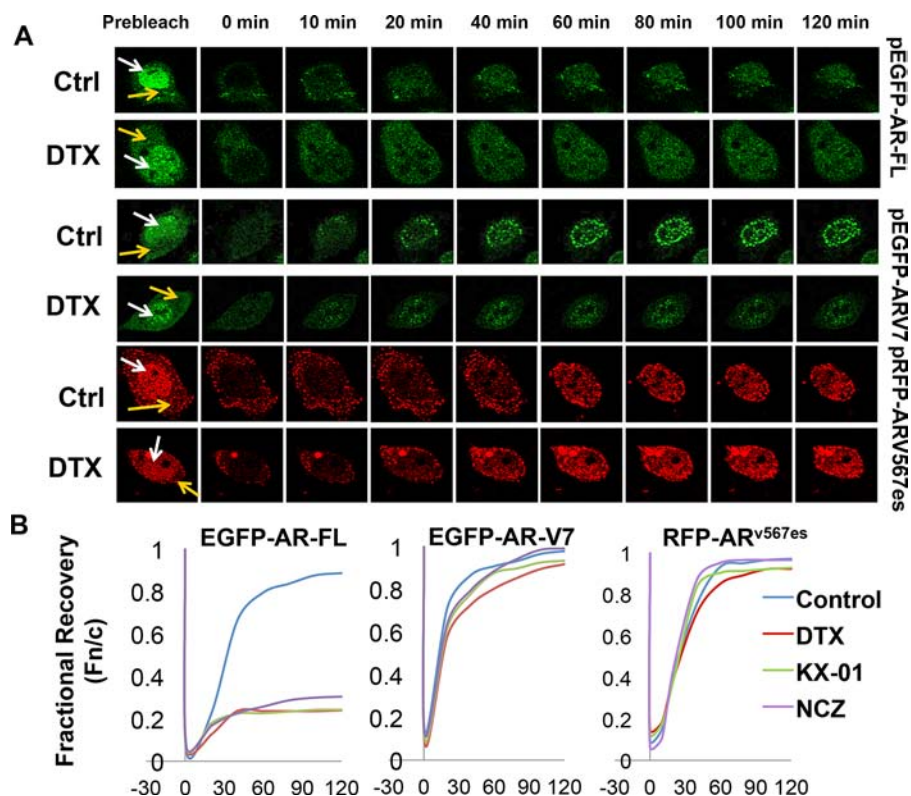 A
Prebleach 0 min 10 min 20 min 40 min 60 min 80 min 100 min 120 min
Ctrl
DTX
pEGFP-AR-FL
Ctrl
DTX
pEGFP-ARV7
Ctrl
DTX
pRFP-ARV567es
B
EGFP-AR-FL EGFP-AR-V7 RFP-ARv567es
Fractional Recovery
(Fn/c)
1
0.8
0.6
0.4
0.2
0
-30 0 30 60 90 120
1
0.8
0.6
0.4
0.2
0
-30 0 30 60 90 120
1
0.8
0.6
0.4
0.2
0
-30 0 30 60 90 120
Control
DTX
KX-01
NCZ